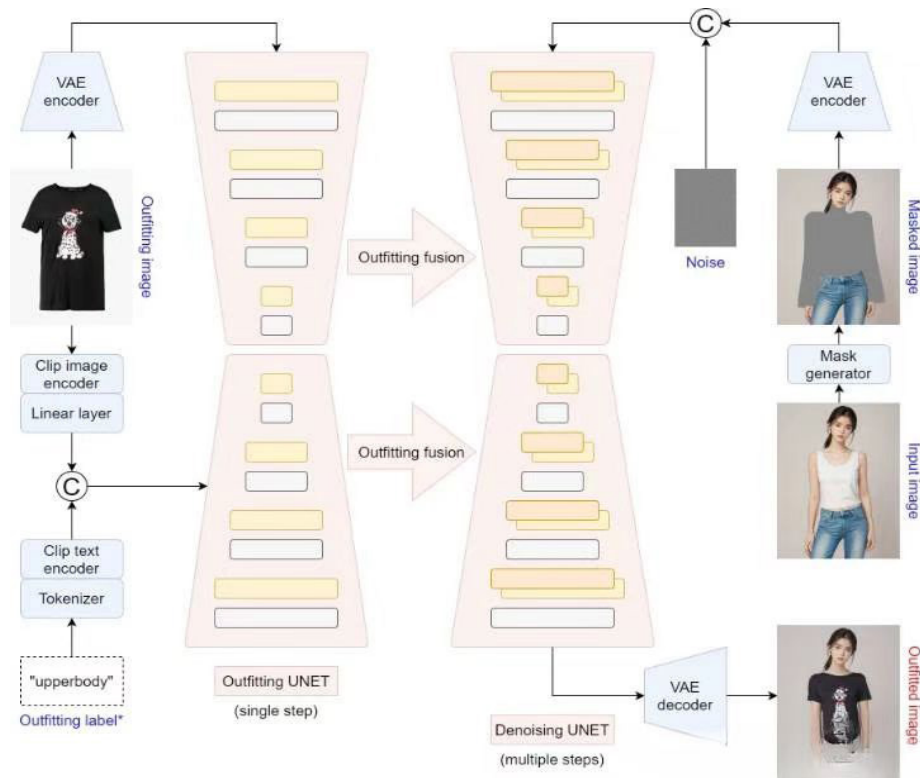 VAE
encoder
Outfitting image
Clip image
encoder
Linear layer
C
Clip text
encoder
Tokenizer
"upperbody"
Outfitting label*
Outfitting fusion
Outfitting fusion
Outfitting UNET
(single step)
Denoising UNET
(multiple steps)
C
Noise
VAE
encoder
Masked image
Mask
generator
Input image
VAE
decoder
Outfitted image